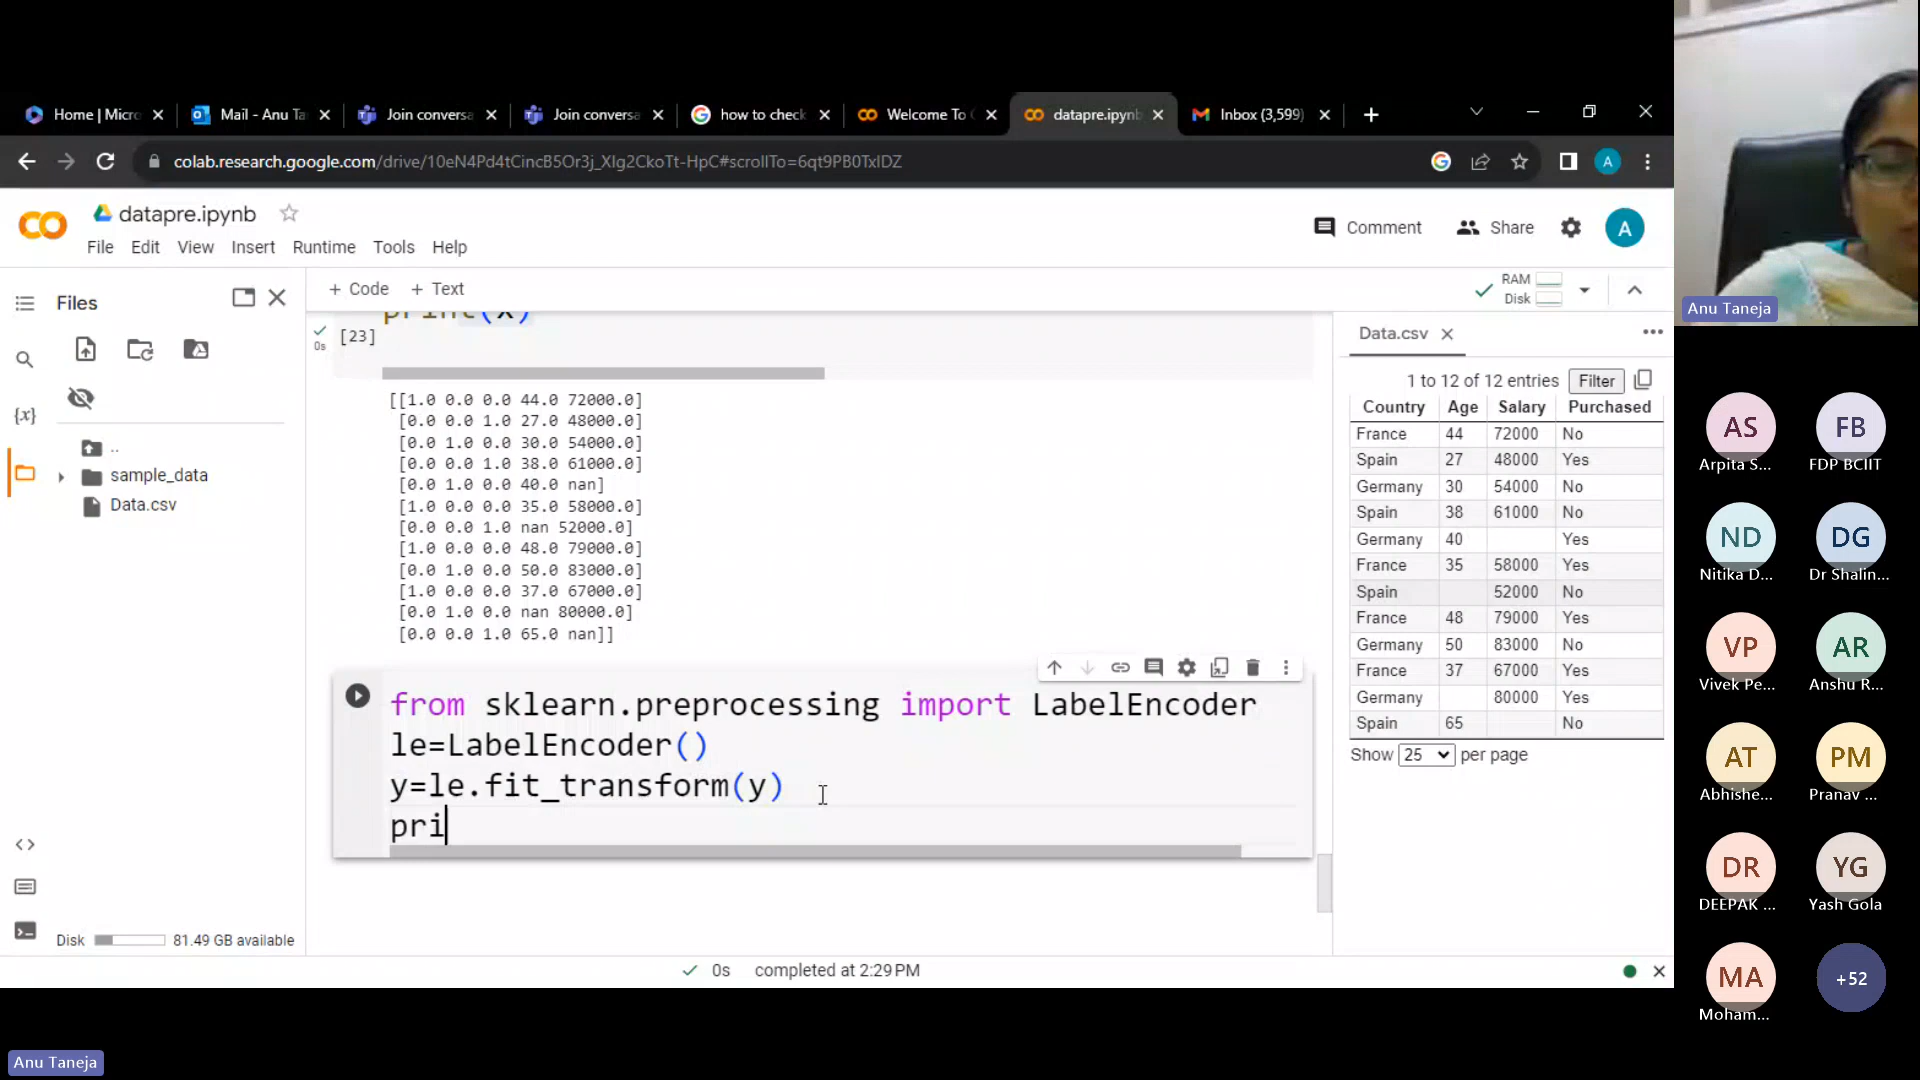 Home | Micro
Mail - Anu Ta
Join conversa
Join conversa
how to check
Welcome To C
datapre.ipynb
Inbox (3,599)
colab.research.google.com/drive/10eN4Pd4tCincB5Or3j_XIg2CkoTt-HpC#scrollTo=6qt9PB0TxIDZ
A
datapre.ipynb
File Edit View Insert Runtime Tools Help
Comment
Share
A
Files
+ Code + Text
RAM
Disk
..
sample_data
Data.csv
{x}
Disk 81.49 GB available
print(x)
0s
[23]
[[1.0 0.0 0.0 44.0 72000.0]
[0.0 0.0 1.0 27.0 48000.0]
[0.0 1.0 0.0 30.0 54000.0]
[0.0 0.0 1.0 38.0 61000.0]
[0.0 1.0 0.0 40.0 nan]
[1.0 0.0 0.0 35.0 58000.0]
[0.0 0.0 1.0 nan 52000.0]
[1.0 0.0 0.0 48.0 79000.0]
[0.0 1.0 0.0 50.0 83000.0]
[1.0 0.0 0.0 37.0 67000.0]
[0.0 1.0 0.0 nan 80000.0]
[0.0 0.0 1.0 65.0 nan]]
from sklearn.preprocessing import LabelEncoder
le=LabelEncoder()
y=le.fit_transform(y)
pri
0s completed at 2:29 PM
Data.csv
1 to 12 of 12 entries Filter
Country Age Salary Purchased
France 44 72000 No
Spain 27 48000 Yes
Germany 30 54000 No
Spain 38 61000 No
Germany 40 Yes
France 35 58000 Yes
Spain 52000 No
France 48 79000 Yes
Germany 50 83000 No
France 37 67000 Yes
Germany 80000 Yes
Spain 65 No
Show 25 per page
Anu Taneja
AS
Arpita S...
FB
FDP BCIIT
ND
Nitika D...
DG
Dr Shalin...
VP
Vivek Pe...
AR
Anshu R...
AT
Abhishe...
PM
Pranav ...
DR
DEEPAK ...
YG
Yash Gola
MA
Moham...
+52
Anu Taneja